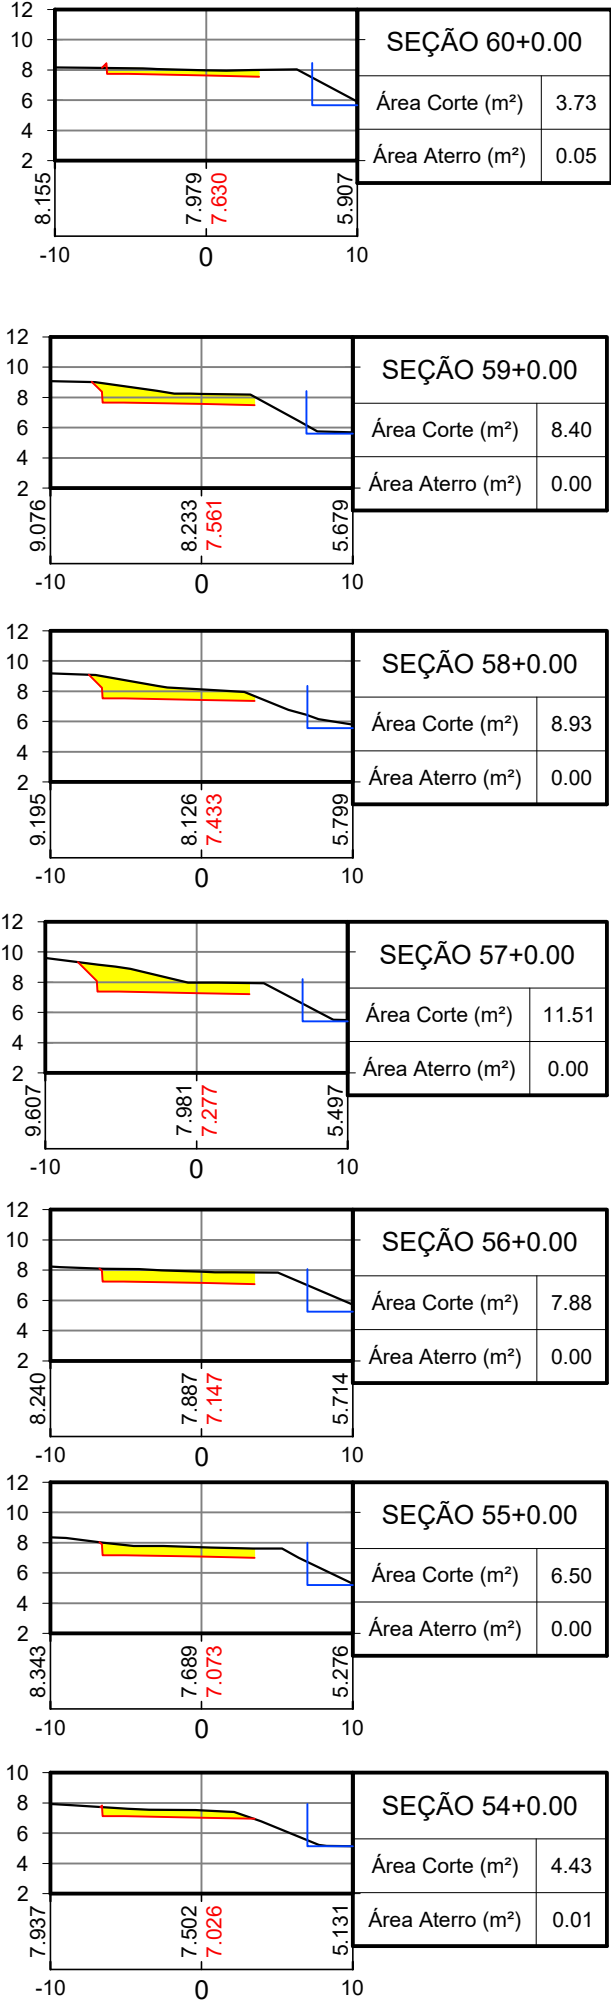 12
10
8
6
4
2
SEÇÃO 60+0.00
Área Corte (m²) 3.73
Área Aterro (m²) 0.05
8.155
7.979
7.630
5.907
-10 0 10
12
10
8
6
4
2
SEÇÃO 59+0.00
Área Corte (m²) 8.40
Área Aterro (m²) 0.00
9.076
8.233
7.561
5.679
-10 0 10
12
10
8
6
4
2
SEÇÃO 58+0.00
Área Corte (m²) 8.93
Área Aterro (m²) 0.00
9.195
8.126
7.433
5.799
-10 0 10
12
10
8
6
4
2
SEÇÃO 57+0.00
Área Corte (m²) 11.51
Área Aterro (m²) 0.00
9.607
7.981
7.277
5.497
-10 0 10
12
10
8
6
4
2
SEÇÃO 56+0.00
Área Corte (m²) 7.88
Área Aterro (m²) 0.00
8.240
7.887
7.147
5.714
-10 0 10
12
10
8
6
4
2
SEÇÃO 55+0.00
Área Corte (m²) 6.50
Área Aterro (m²) 0.00
8.343
7.689
7.073
5.276
-10 0 10
10
8
6
4
2
SEÇÃO 54+0.00
Área Corte (m²) 4.43
Área Aterro (m²) 0.01
7.937
7.502
7.026
5.131
-10 0 10